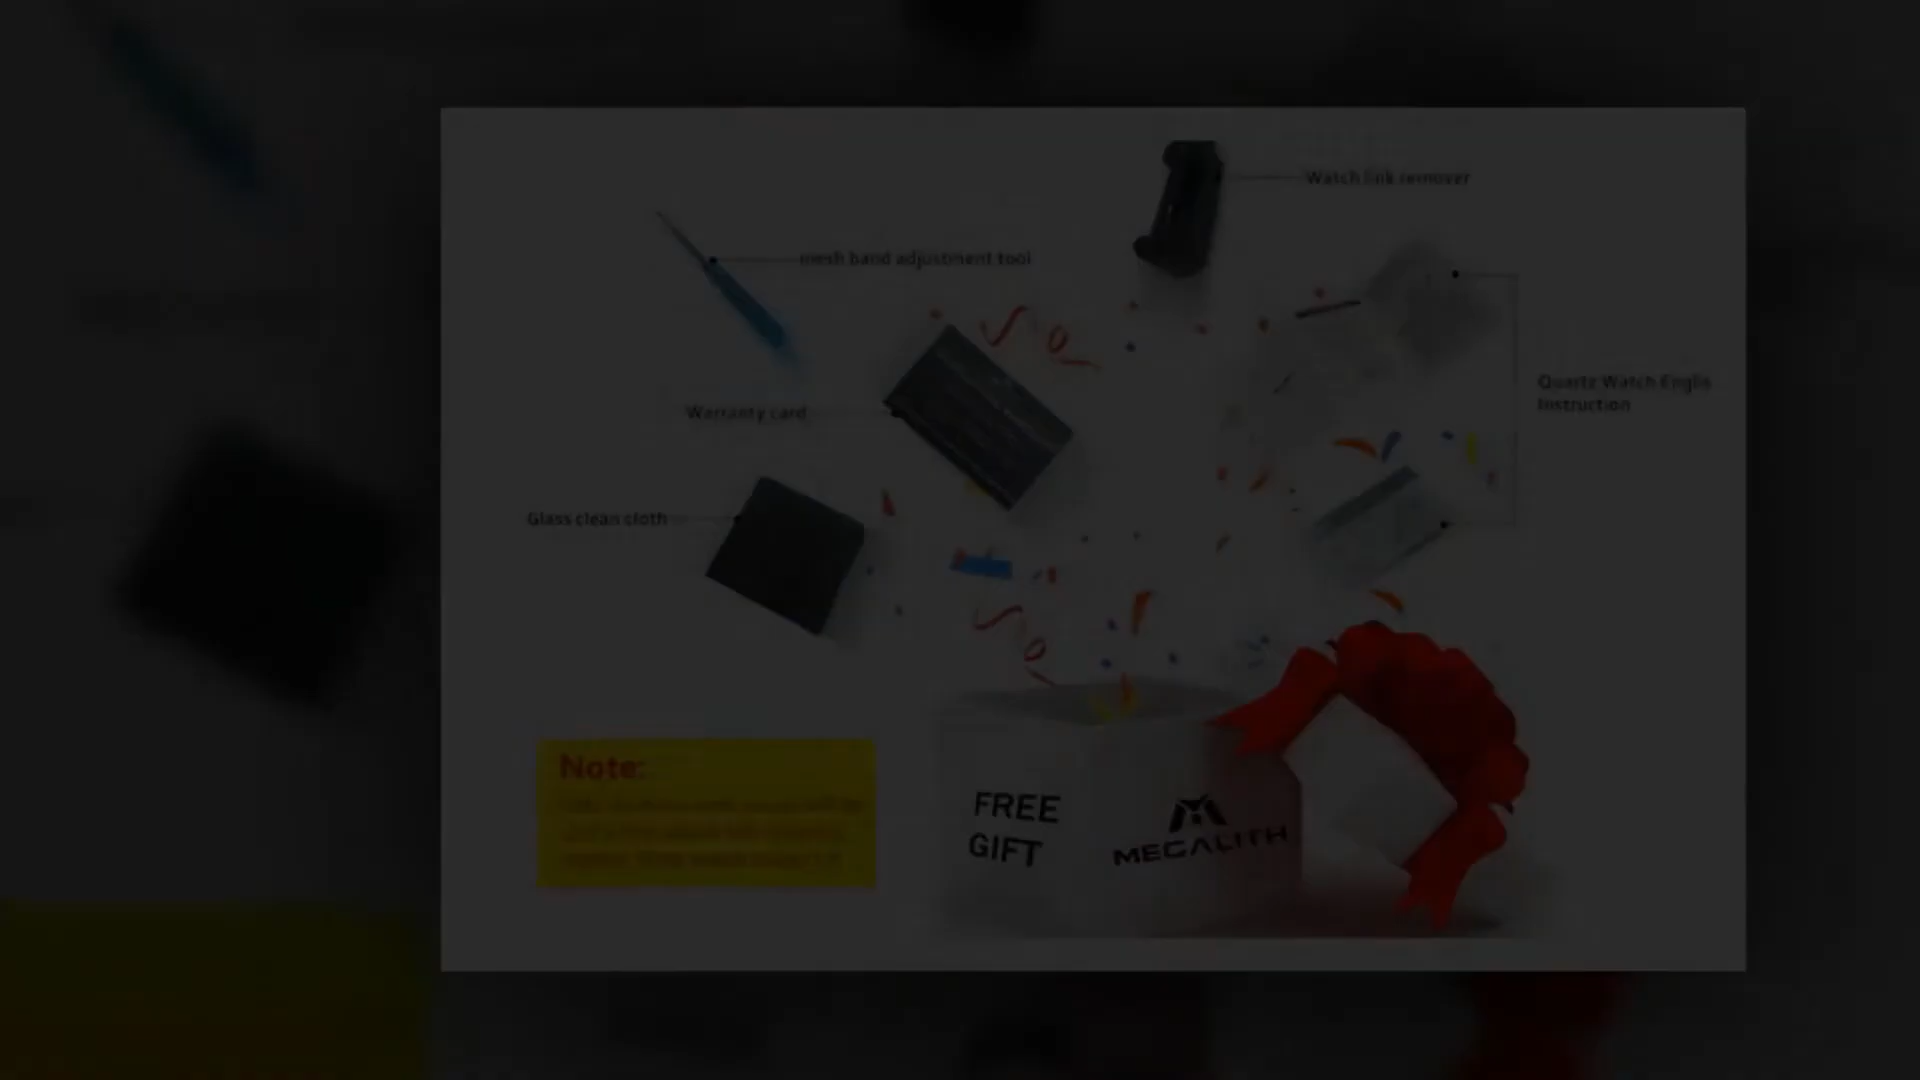 Watch link remover
mesh band adjustment tool
Quartz Watch Englis
Instruction
Warranty card
Glass clean cloth
Note:
FREE
GIFT
MEGALITH